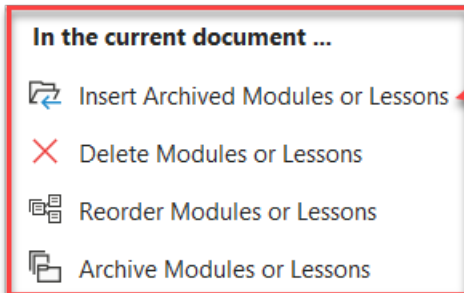 In the current document ...
Insert Archived Modules or Lessons
Delete Modules or Lessons
Reorder Modules or Lessons
Archive Modules or Lessons